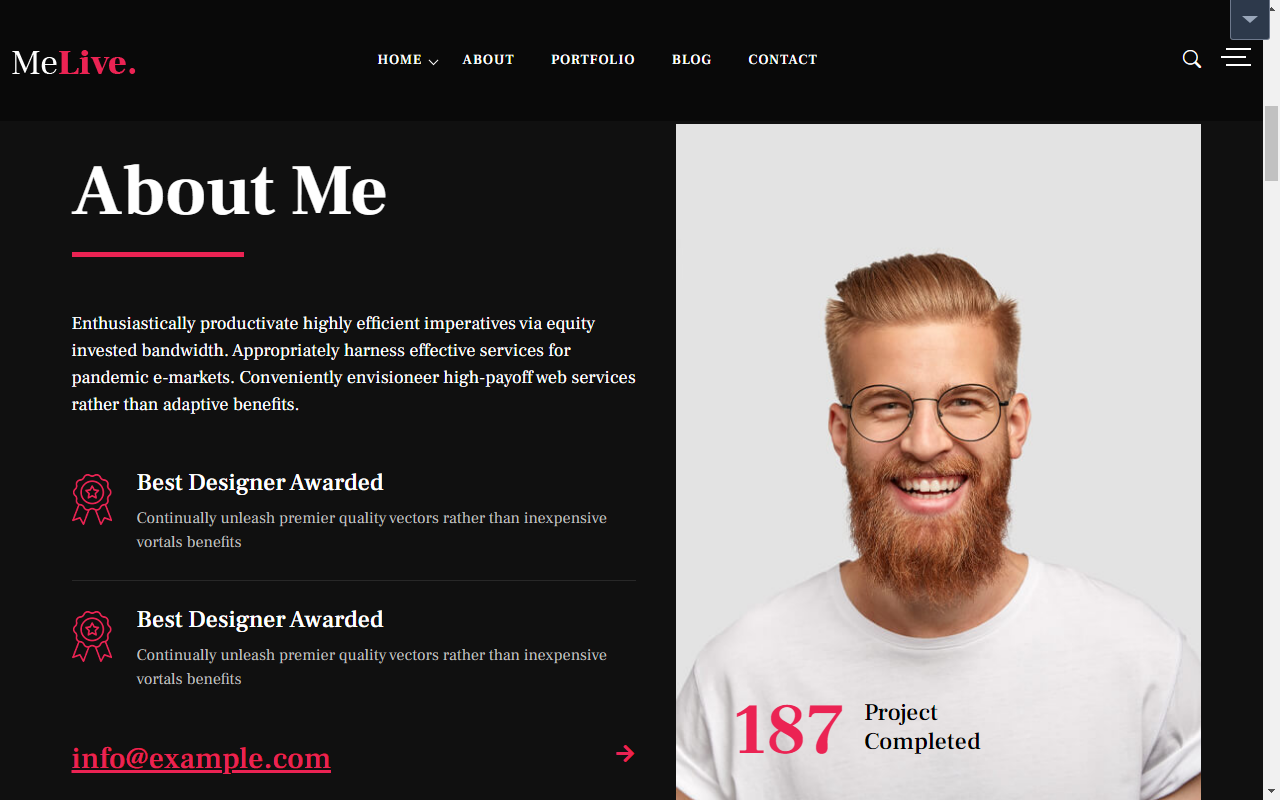 MeLive.
HOME
ABOUT
PORTFOLIO
BLOG
CONTACT
About Me
Enthusiastically productivate highly efficient imperatives via equity
invested bandwidth. Appropriately harness effective services for
pandemic e-markets. Conveniently envisioneer high-payoff web services
rather than adaptive benefits.
Best Designer Awarded
Continually unleash premier quality vectors rather than inexpensive
vortals benefits
Best Designer Awarded
Continually unleash premier quality vectors rather than inexpensive
vortals benefits
info@example.com
187
Project
Completed